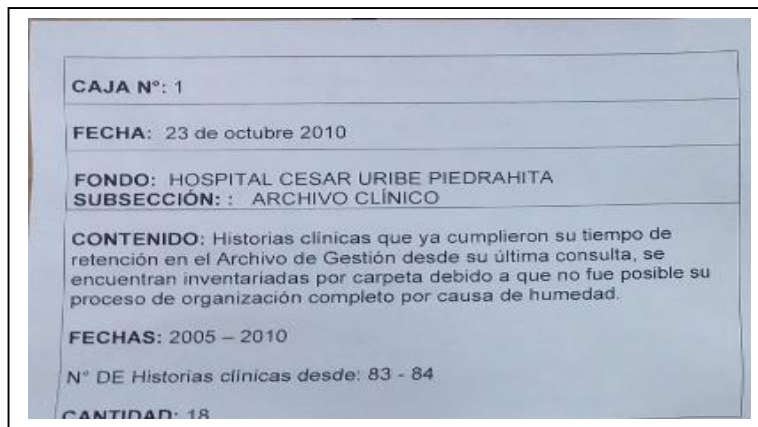 CAJA N°: 1
FECHA: 23 de octubre 2010
FONDO: HOSPITAL CESAR URIBE PIEDRAHITA
SUBSECCIÓN: : ARCHIVO CLÍNICO
CONTENIDO: Historias clínicas que ya cumplieron su tiempo de
retención en el Archivo de Gestión desde su última consulta, se
encuentran inventariadas por carpeta debido a que no fue posible su
proceso de organización completo por causa de humedad.
FECHAS: 2005 – 2010
N° DE Historias clínicas desde: 83 - 84
CANTIDAD: 18